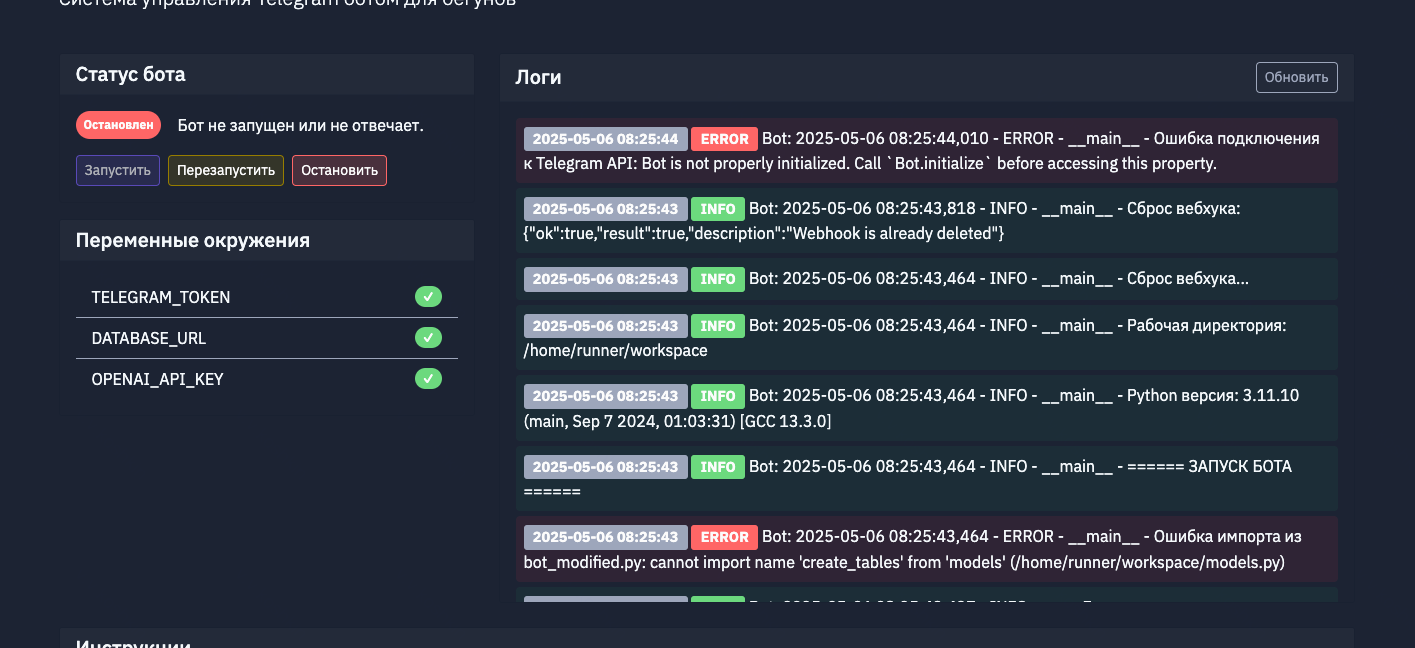 Система управления Telegram ботом для бегунов
Статус бота
Остановлен Бот не запущен или не отвечает.
Запустить Перезапустить Остановить
Переменные окружения
TELEGRAM_TOKEN
DATABASE_URL
OPENAI_API_KEY
Логи
Обновить
2025-05-06 08:25:44 ERROR Bot: 2025-05-06 08:25:44,010 - ERROR - __main__ - Ошибка подключения
к Telegram API: Bot is not properly initialized. Call `Bot.initialize` before accessing this property.
2025-05-06 08:25:43 INFO Bot: 2025-05-06 08:25:43,818 - INFO - __main__ - Сброс вебхука:
{"ok":true,"result":true,"description":"Webhook is already deleted"}
2025-05-06 08:25:43 INFO Bot: 2025-05-06 08:25:43,464 - INFO - __main__ - Сброс вебхука...
2025-05-06 08:25:43 INFO Bot: 2025-05-06 08:25:43,464 - INFO - __main__ - Рабочая директория:
/home/runner/workspace
2025-05-06 08:25:43 INFO Bot: 2025-05-06 08:25:43,464 - INFO - __main__ - Python версия: 3.11.10
(main, Sep 7 2024, 01:03:31) [GCC 13.3.0]
2025-05-06 08:25:43 INFO Bot: 2025-05-06 08:25:43,464 - INFO - __main__ - ====== ЗАПУСК БОТА
======
2025-05-06 08:25:43 ERROR Bot: 2025-05-06 08:25:43,464 - ERROR - __main__ - Ошибка импорта из
bot_modified.py: cannot import name 'create_tables' from 'models' (/home/runner/workspace/models.py)
Инструкции